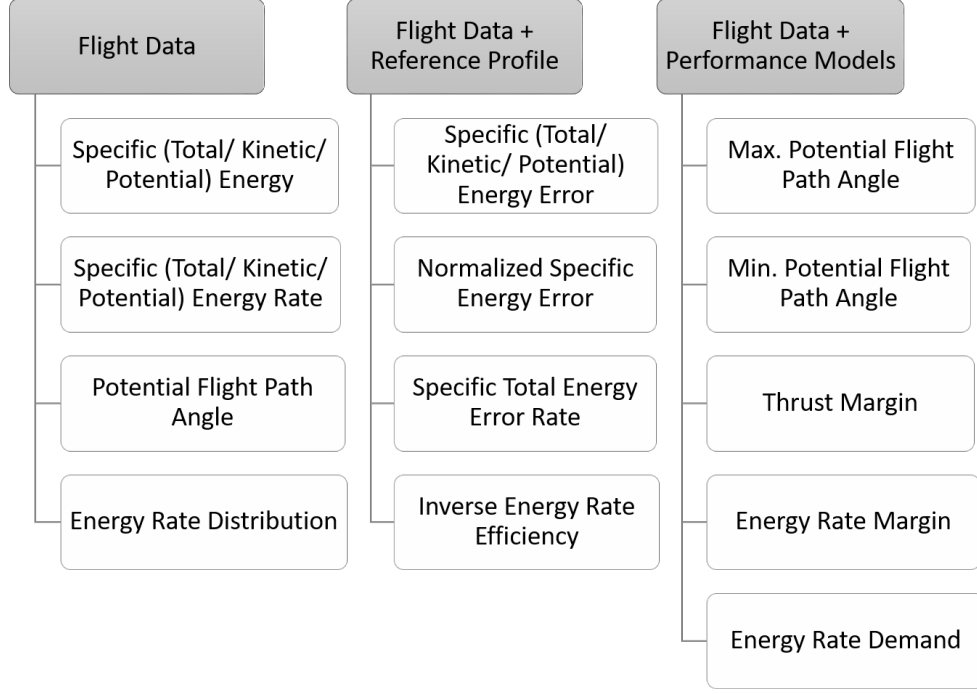 Flight Data
Specific (Total/ Kinetic/
Potential) Energy
Specific (Total/ Kinetic/
Potential) Energy Rate
Potential Flight Path
Angle
Energy Rate Distribution
Flight Data +
Reference Profile
Specific (Total/
Kinetic/ Potential)
Energy Error
Normalized Specific
Energy Error
Specific Total Energy
Error Rate
Inverse Energy Rate
Efficiency
Flight Data +
Performance Models
Max. Potential Flight
Path Angle
Min. Potential Flight
Path Angle
Thrust Margin
Energy Rate Margin
Energy Rate Demand